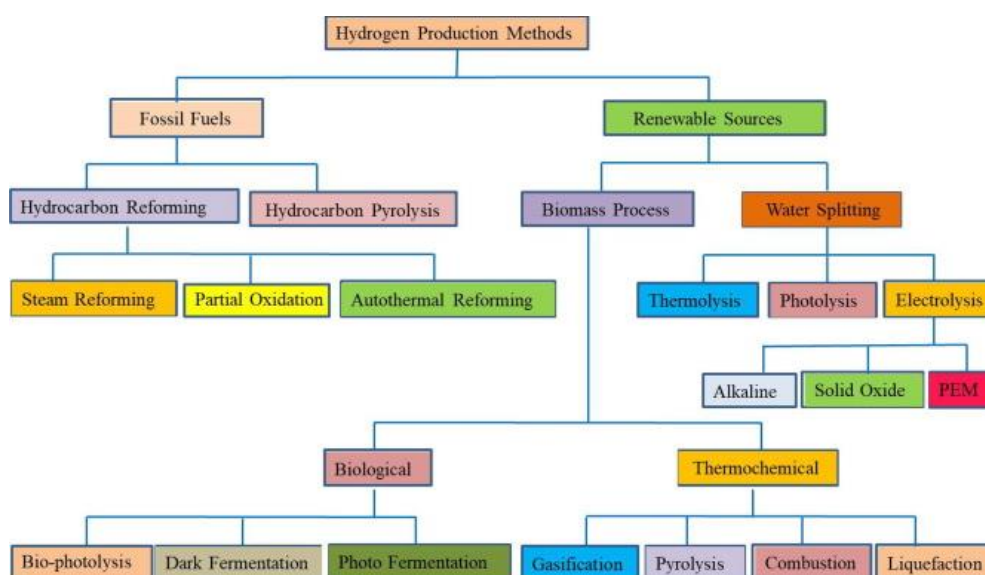 Hydrogen Production Methods
Fossil Fuels
Renewable Sources
Hydrocarbon Reforming
Hydrocarbon Pyrolysis
Biomass Process
Water Splitting
Steam Reforming
Partial Oxidation
Autothermal Reforming
Thermolysis
Photolysis
Electrolysis
Alkaline
Solid Oxide
PEM
Biological
Thermochemical
Bio-photolysis
Dark Fermentation
Photo Fermentation
Gasification
Pyrolysis
Combustion
Liquefaction